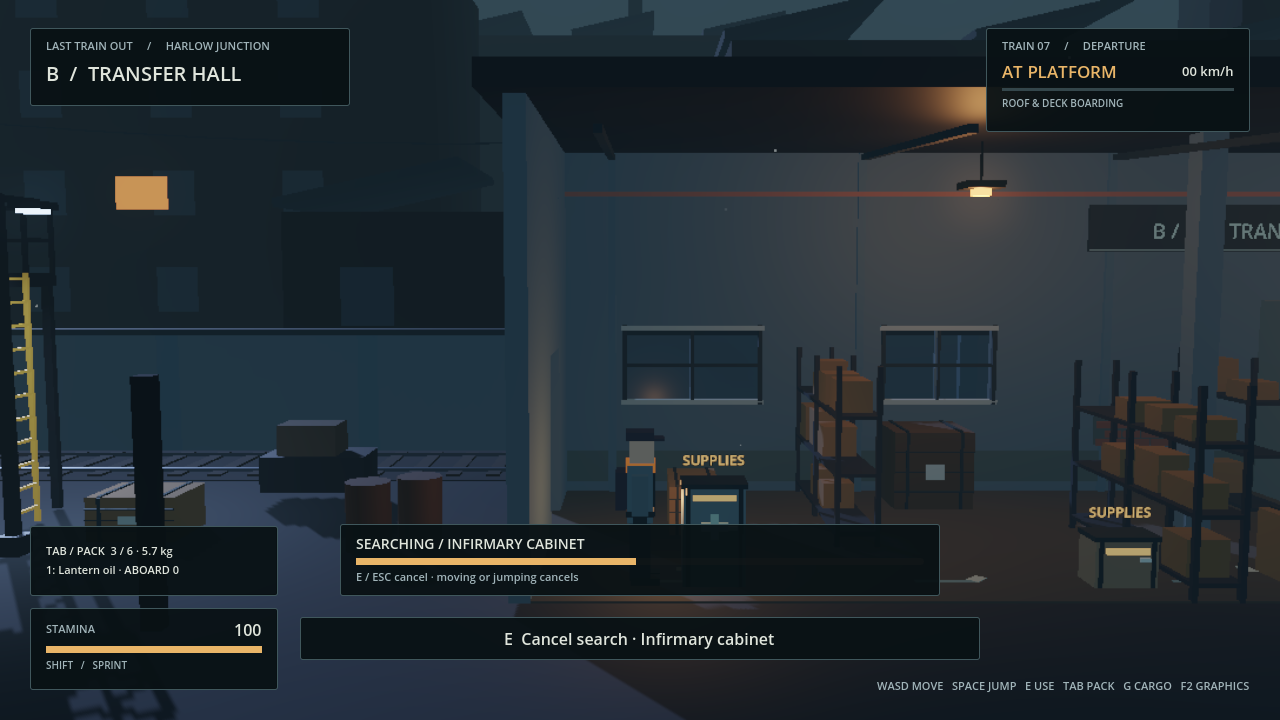 LAST TRAIN OUT / HARLOW JUNCTION
B / TRANSFER HALL
TRAIN 07 / DEPARTURE
AT PLATFORM 00 km/h
ROOF & DECK BOARDING
B / TRAN
SUPPLIES
SUPPLIES
SEARCHING / INFIRMARY CABINET
E / ESC cancel · moving or jumping cancels
TAB / PACK 3 / 6 · 5.7 kg
1: Lantern oil · ABOARD 0
STAMINA 100
SHIFT / SPRINT
E Cancel search · Infirmary cabinet
WASD MOVE SPACE JUMP E USE TAB PACK G CARGO F2 GRAPHICS